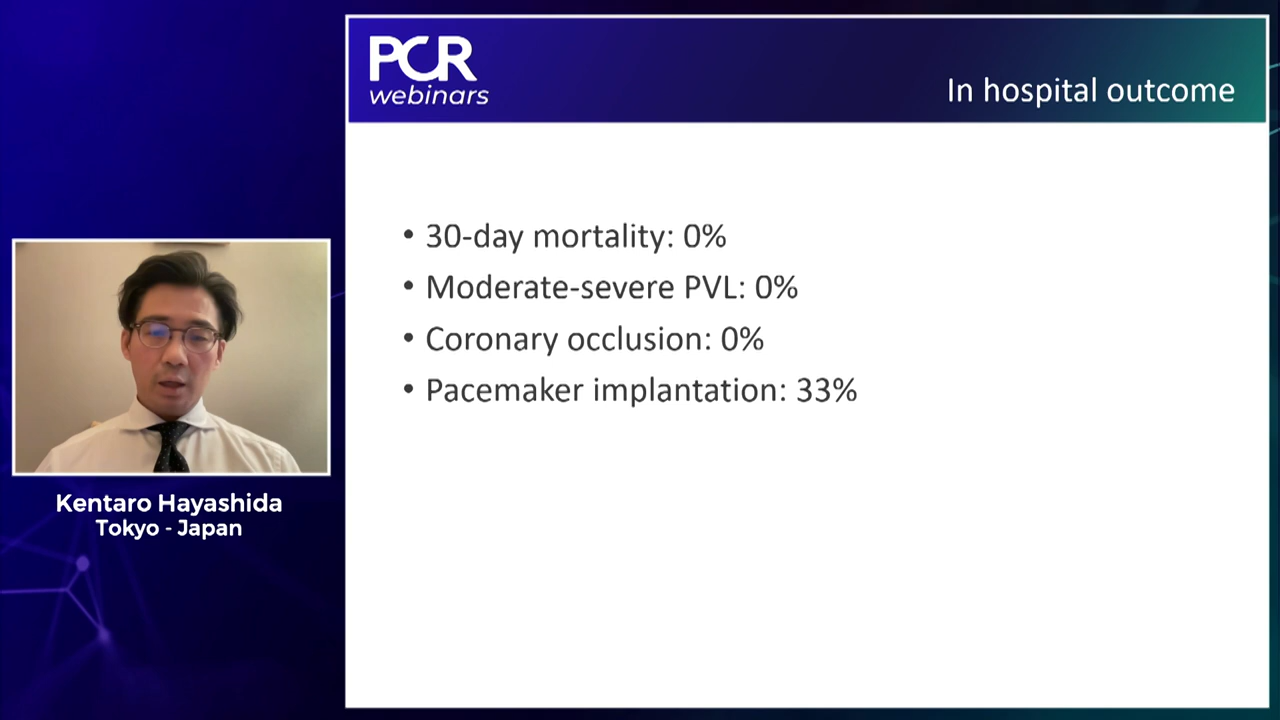 PCR
webinars
In hospital outcome
• 30-day mortality: 0%
• Moderate-severe PVL: 0%
• Coronary occlusion: 0%
• Pacemaker implantation: 33%
Kentaro Hayashida
Tokyo - Japan